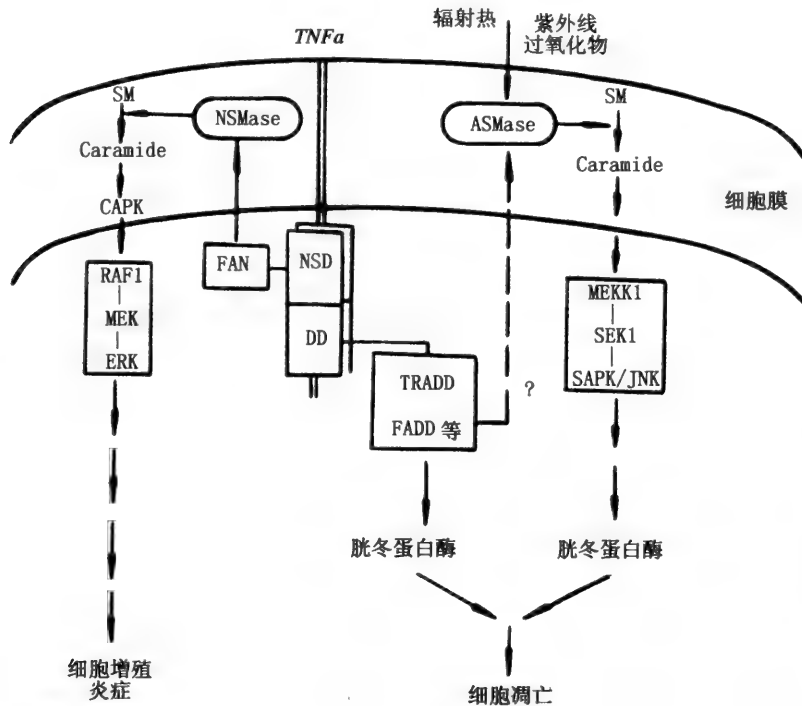 辐射热
紫外线
过氧化物
TNFa
SM
NSMase
ASMase
SM
Caramide
Caramide
细胞膜
CAPK
FAN
NSD
RAF1
MEK
ERK
DD
MEKK1
SEK1
SAPK/JNK
TRADD
FADD 等
?
胱冬蛋白酶
胱冬蛋白酶
细胞增殖
炎症
细胞凋亡